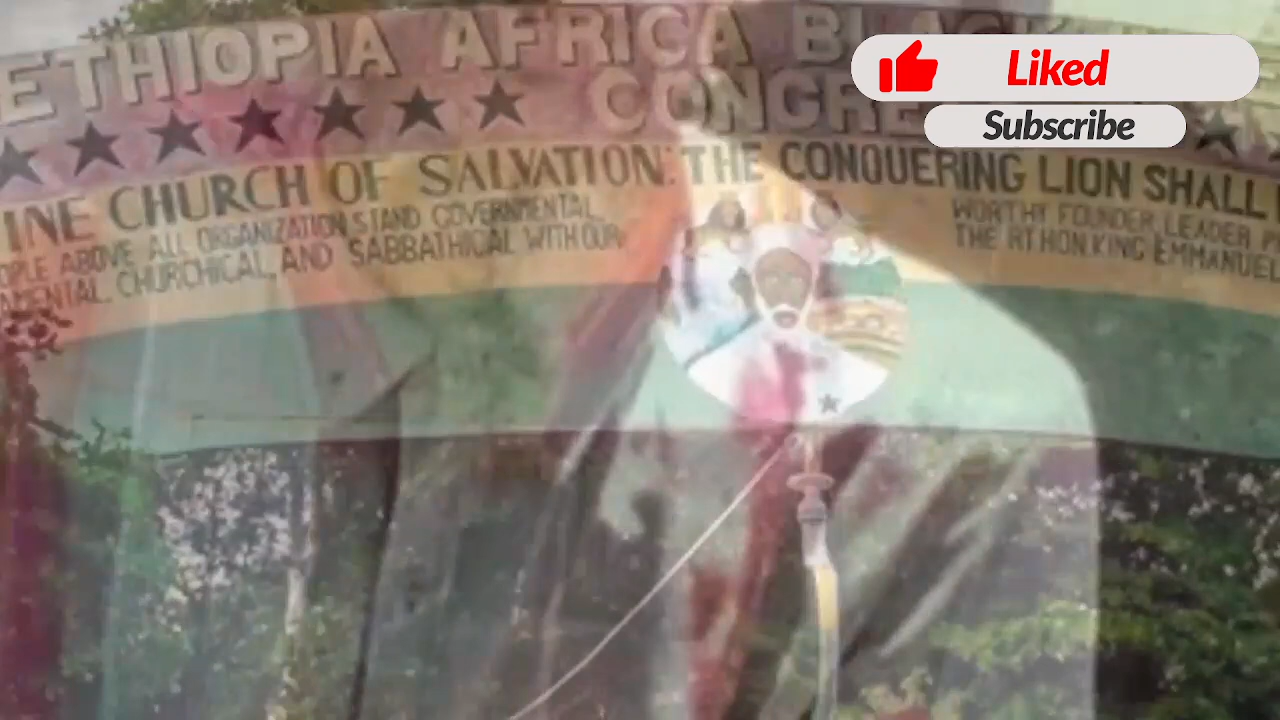 ETHIOPIA AFRICA
Liked
CONGRE
Subscribe
INE CHURCH OF SALVATION: THE CONQUERING LION SHALL
OPLE ABOVE ALL ORGANIZATION STAND GOVERNMENTAL,
AMENTAL, CHURCHICAL, AND SABBATHICAL WITH OUR
WORTHY FOUNDER LEADER
THE RT HON KING EMMANUEL